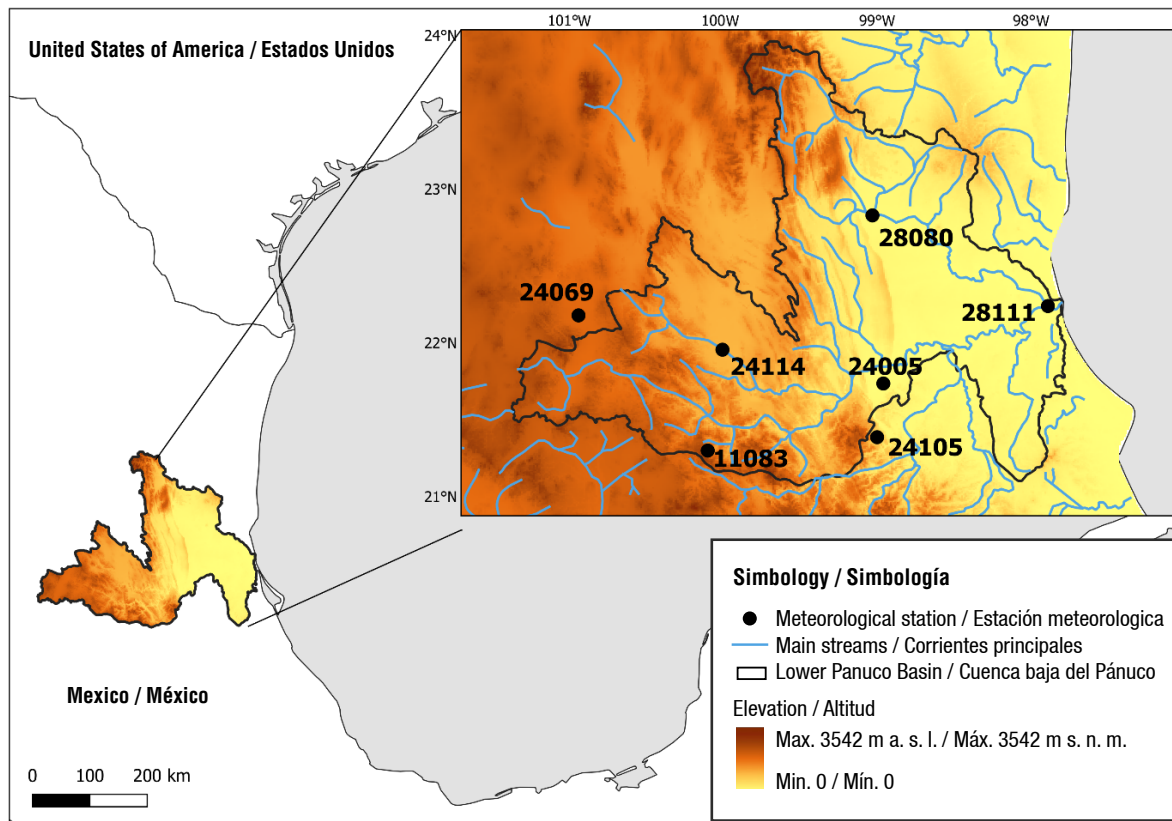 101°W 100°W 99°W 98°W
24°N
United States of America / Estados Unidos
23°N
28080
24069
28111
22°N
24114
24005
11083
24105
21°N
Simbology / Simbología
Meteorological station / Estación meteorologica
Main streams / Corrientes principales
Lower Panuco Basin / Cuenca baja del Pánuco
Mexico / México
Elevation / Altitud
Max. 3542 m a. s. l. / Máx. 3542 m s. n. m.
0 100 200 km
Min. 0 / Mín. 0